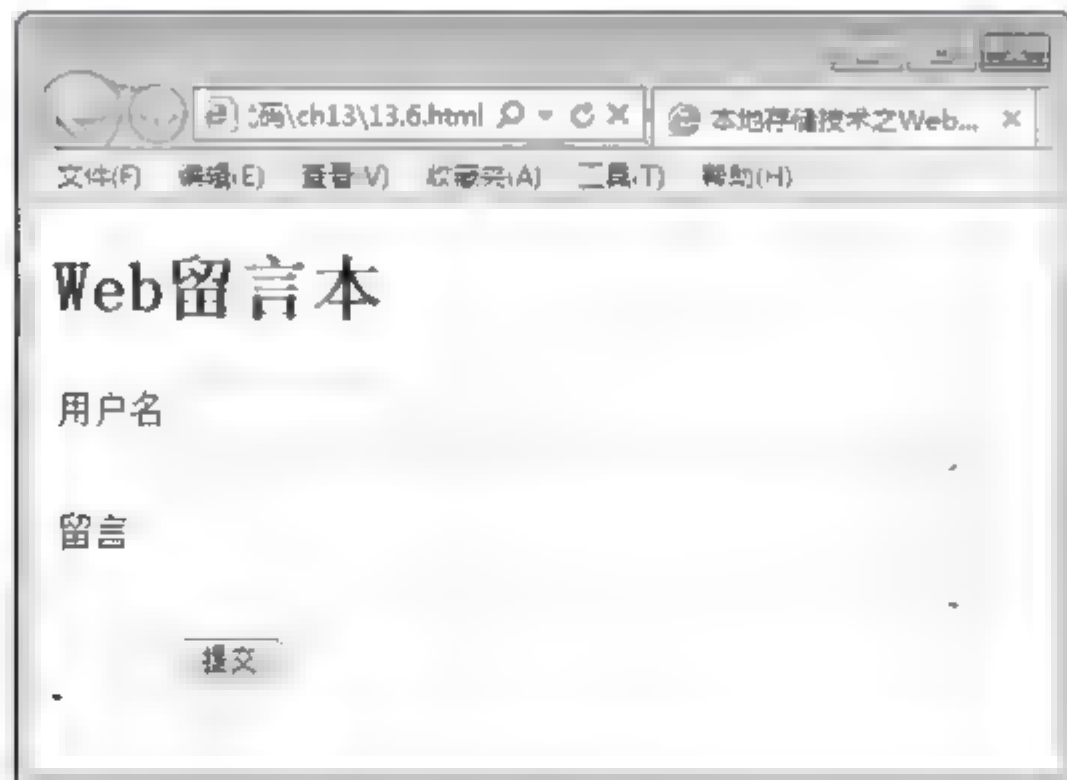 码\ch13\13.6.html
本地存储技术之Web...
文件(F) 编辑(E) 查看(V) 收藏夹(A) 工具(T) 帮助(H)
Web留言本
用户名
留言
提交